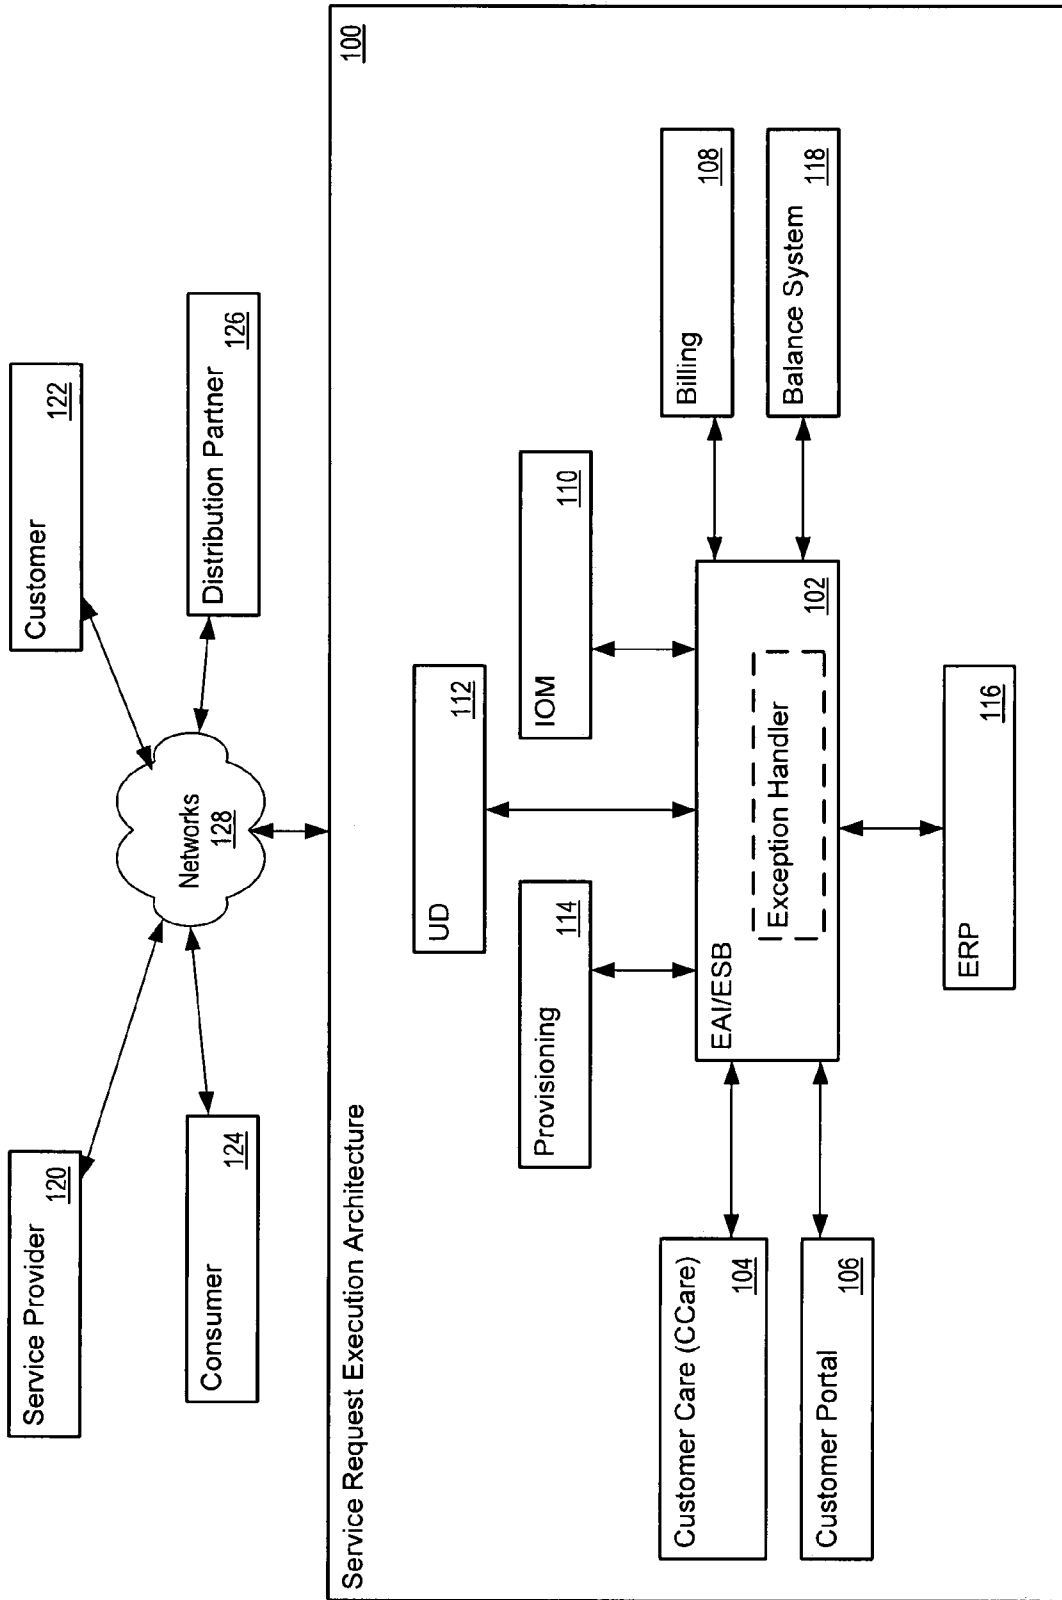 Service Provider
120
Customer
122
Consumer
124
Networks
128
Distribution Partner
126
Service Request Execution Architecture
100
UD
112
Provisioning
114
IOM
110
Customer Care (CCare)
104
EAI/ESB
102
Exception Handler
Billing
108
Customer Portal
106
Balance System
118
ERP
116